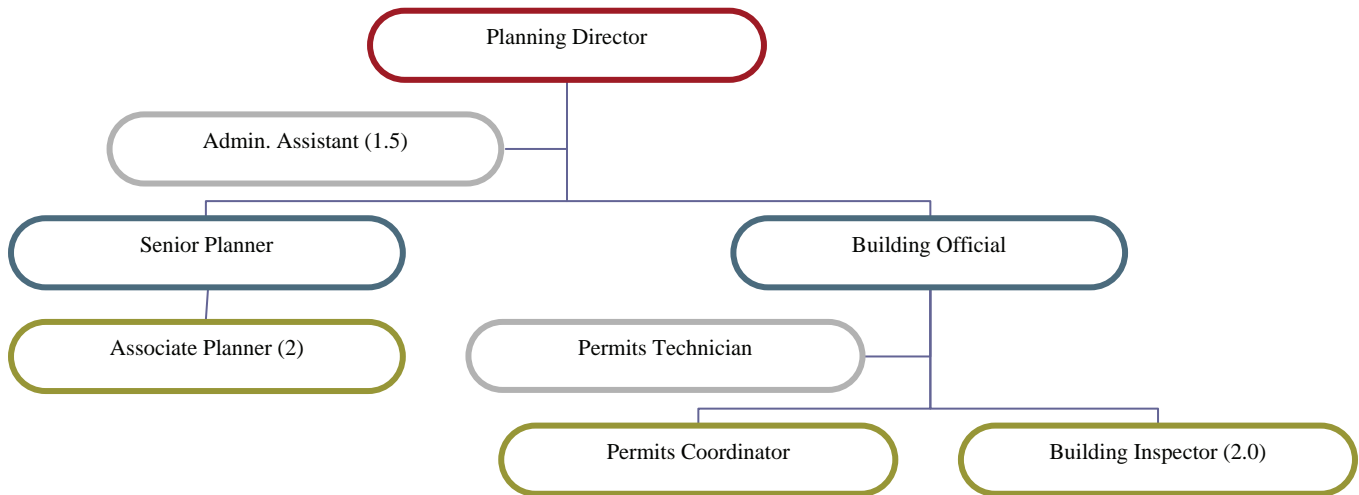 Planning Director
Admin. Assistant (1.5)
Senior Planner
Building Official
Associate Planner (2)
Permits Technician
Permits Coordinator
Building Inspector (2.0)